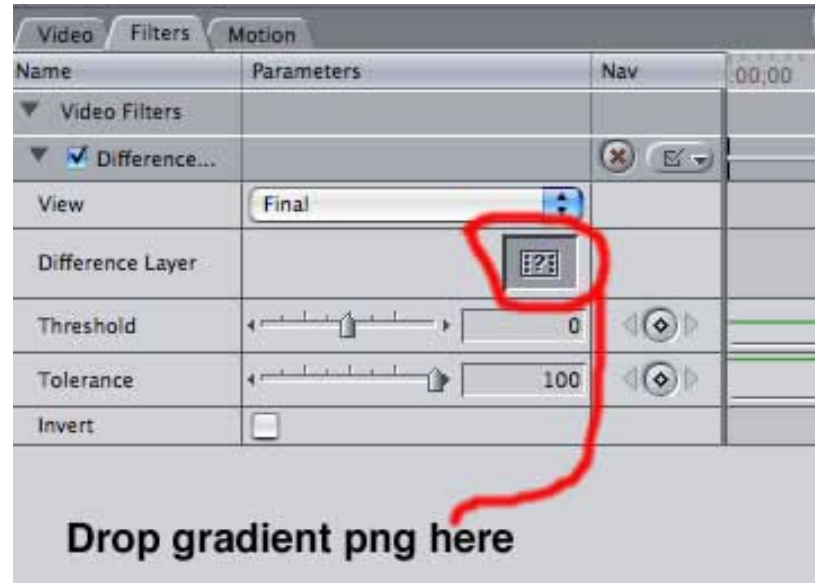 Video Filters Motion
Name Parameters Nav 00;00
Video Filters
Difference...
View Final
Difference Layer ?
Threshold 0
Tolerance 100
Invert
Drop gradient png here